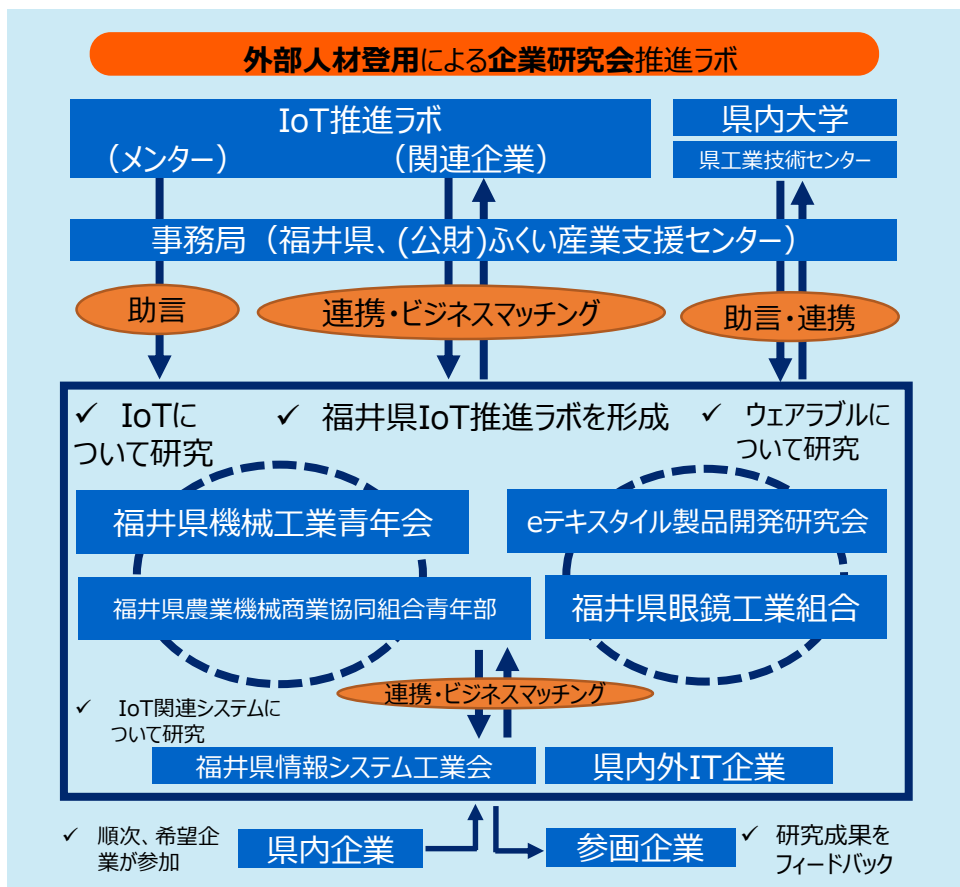 外部人材登用による企業研究会推進ラボ
IoT推進ラボ
（メンター）
（関連企業）
県内大学
県工業技術センター
事務局（福井県、(公財)ふくい産業支援センター）
助言
連携・ビジネスマッチング
助言・連携
✓ IoTに
ついて研究
✓ 福井県IoT推進ラボを形成
✓ ウェアラブルに
ついて研究
福井県機械工業青年会
福井県農業機械商業協同組合青年部
eテキスタイル製品開発研究会
福井県眼鏡工業組合
連携・ビジネスマッチング
✓ IoT関連システムに
ついて研究
福井県情報システム工業会
県内外IT企業
✓ 順次、希望企
業が参加
県内企業
参画企業
✓ 研究成果を
フィードバック